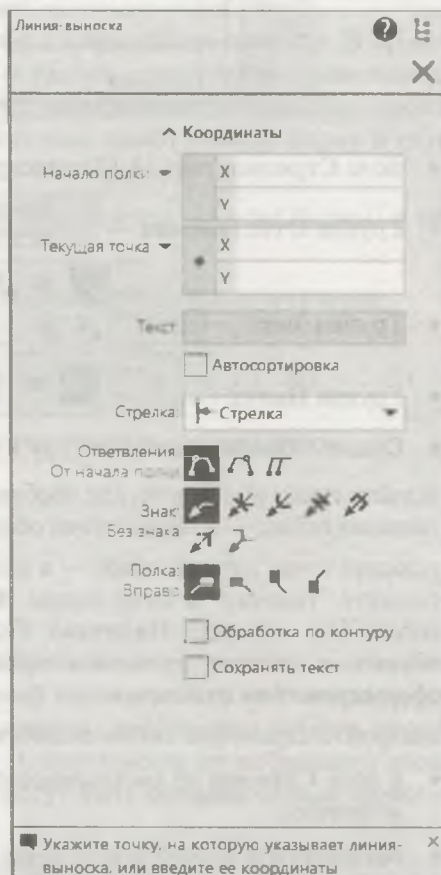 Линия-выноска
Координаты
Начало полки: X
Y
Текущая точка X
Y
Текст:
Автосортировка
Стрелка: Стрелка
Ответвления:
От начала полки
Знак:
Без знака
Полка:
Вправо
Обработка по контуру
Сохранять текст
Укажите точку, на которую указывает линия-
выноска, или введите ее координаты